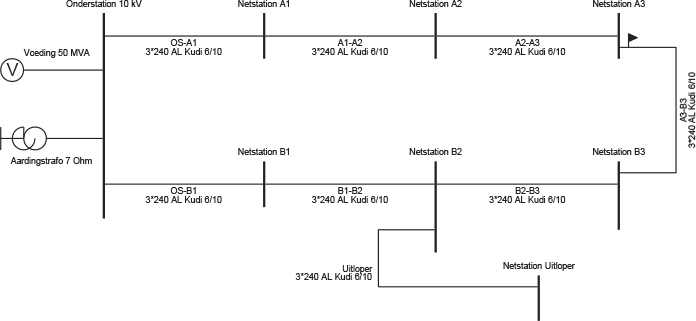 Onderstation 10 kV
Netstation A1
Netstation A2
Netstation A3
OS-A1
3*240 AL Kudi 6/10
A1-A2
3*240 AL Kudi 6/10
A2-A3
3*240 AL Kudi 6/10
Voeding 50 MVA
V
A3-B3
3*240 AL Kudi 6/10
Aardingstrafo 7 Ohm
Netstation B1
Netstation B2
Netstation B3
OS-B1
3*240 AL Kudi 6/10
B1-B2
3*240 AL Kudi 6/10
B2-B3
3*240 AL Kudi 6/10
Uitloper
3*240 AL Kudi 6/10
Netstation Uitloper